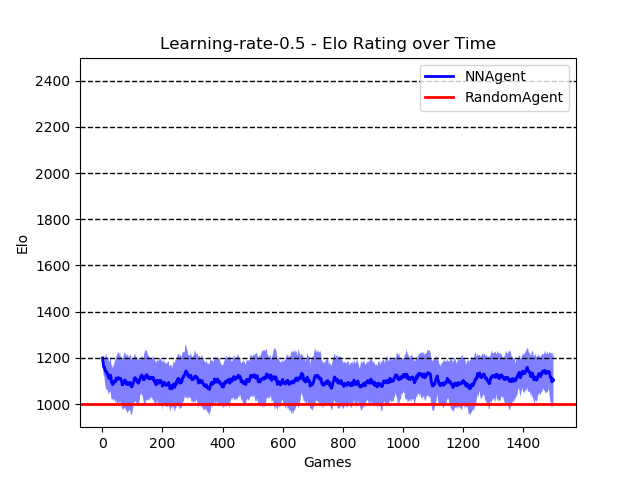 Learning-rate-0.5 - Elo Rating over Time
NNAgent
RandomAgent
2400
2200
2000
1800
1600
1400
1200
1000
Elo
0 200 400 600 800 1000 1200 1400
Games